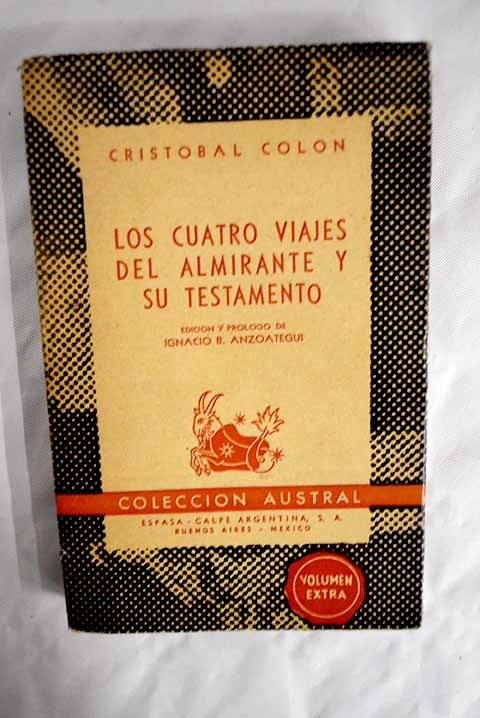 CRISTOBAL COLON
LOS CUATRO VIAJES
DEL ALMIRANTE Y
SU TESTAMENTO
EDICION Y PROLOGO DE
IGNACIO B. ANZOATEGUI
COLECCION AUSTRAL
ESPASA - CALPE ARGENTINA, S. A.
BUENOS AIRES - MEXICO
VOLUMEN
EXTRA